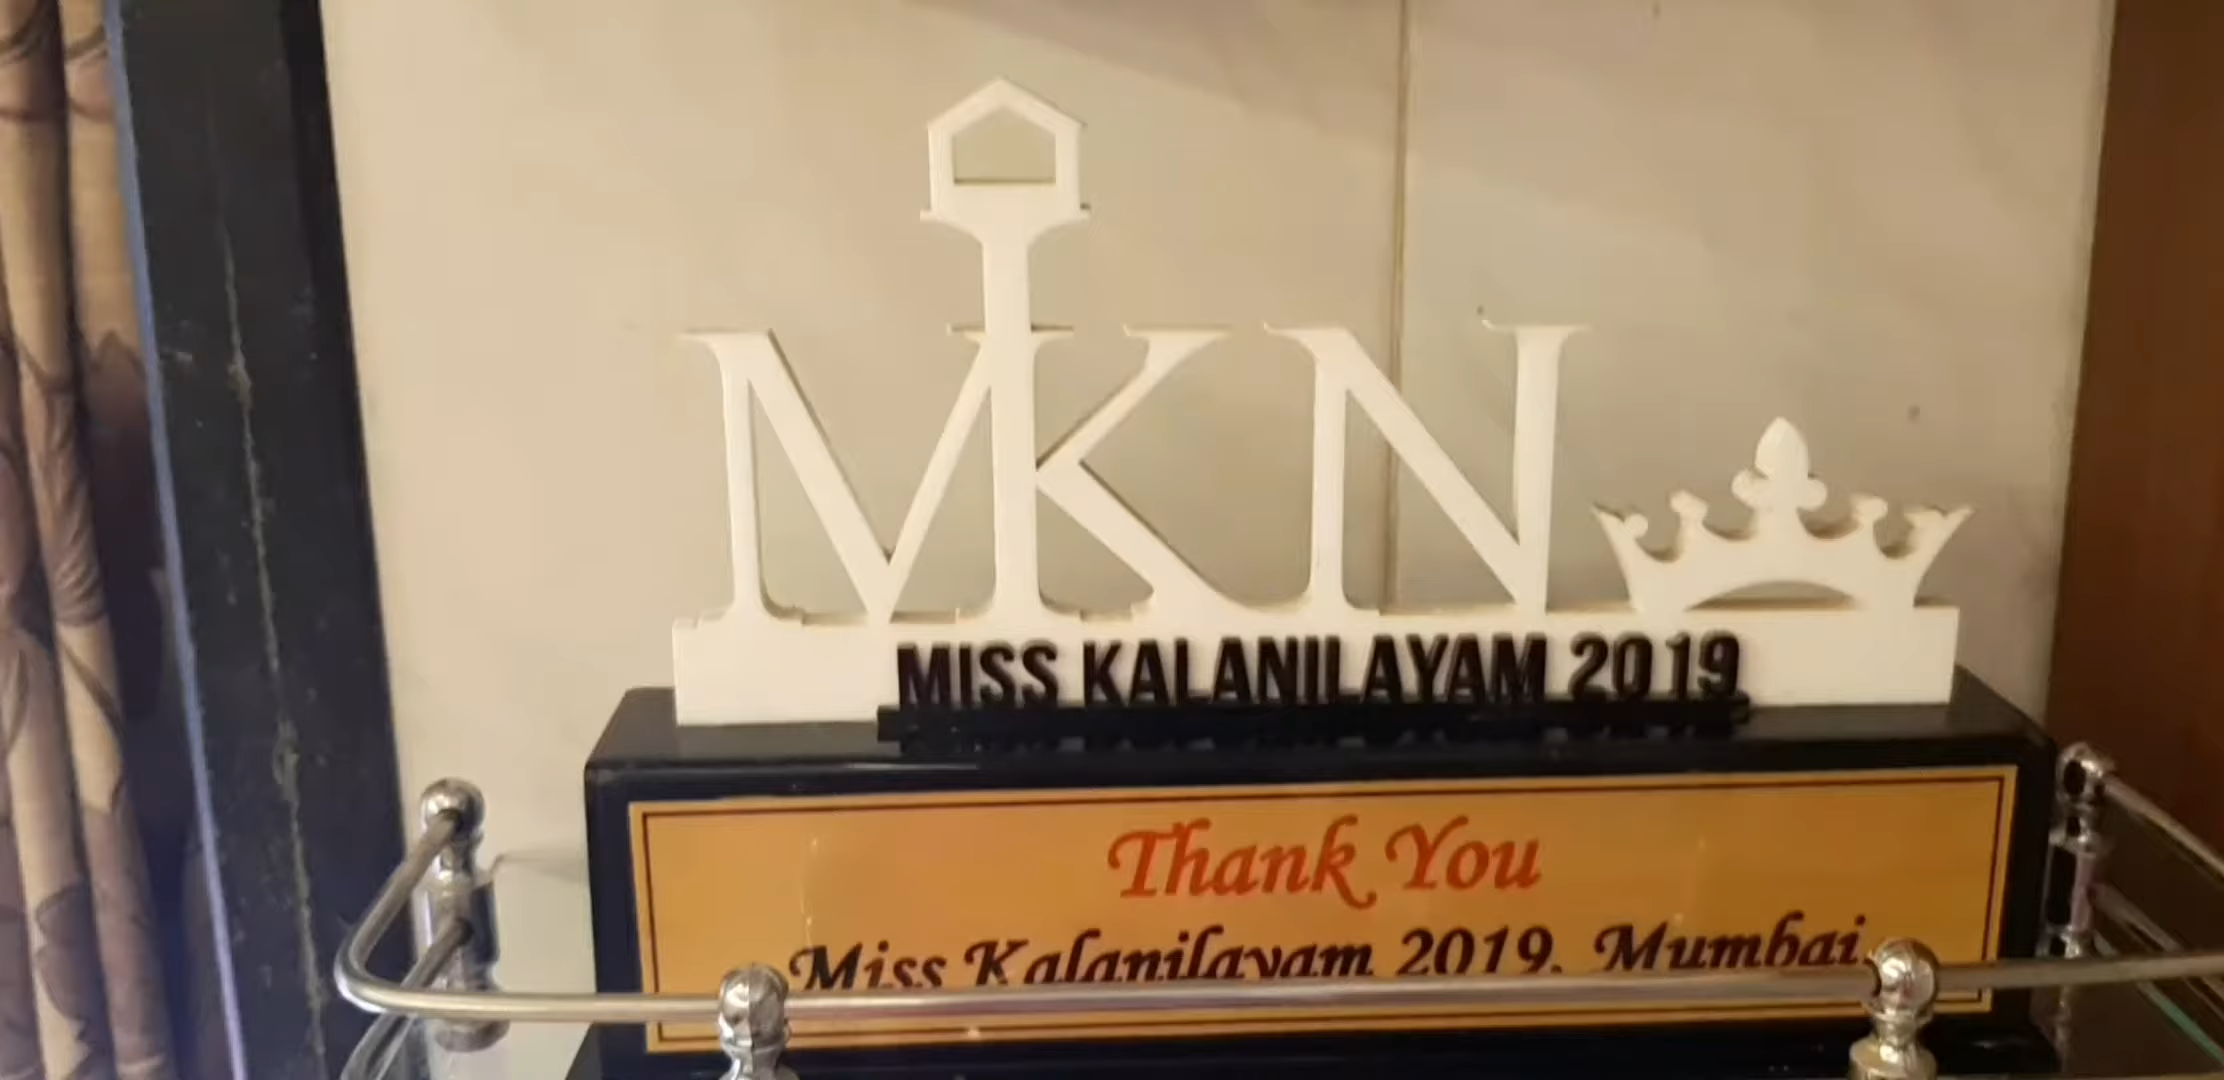 MKN
MISS KALANILAYAM 2019
Thank You
Miss Kalanilayam 2019, Mumbai